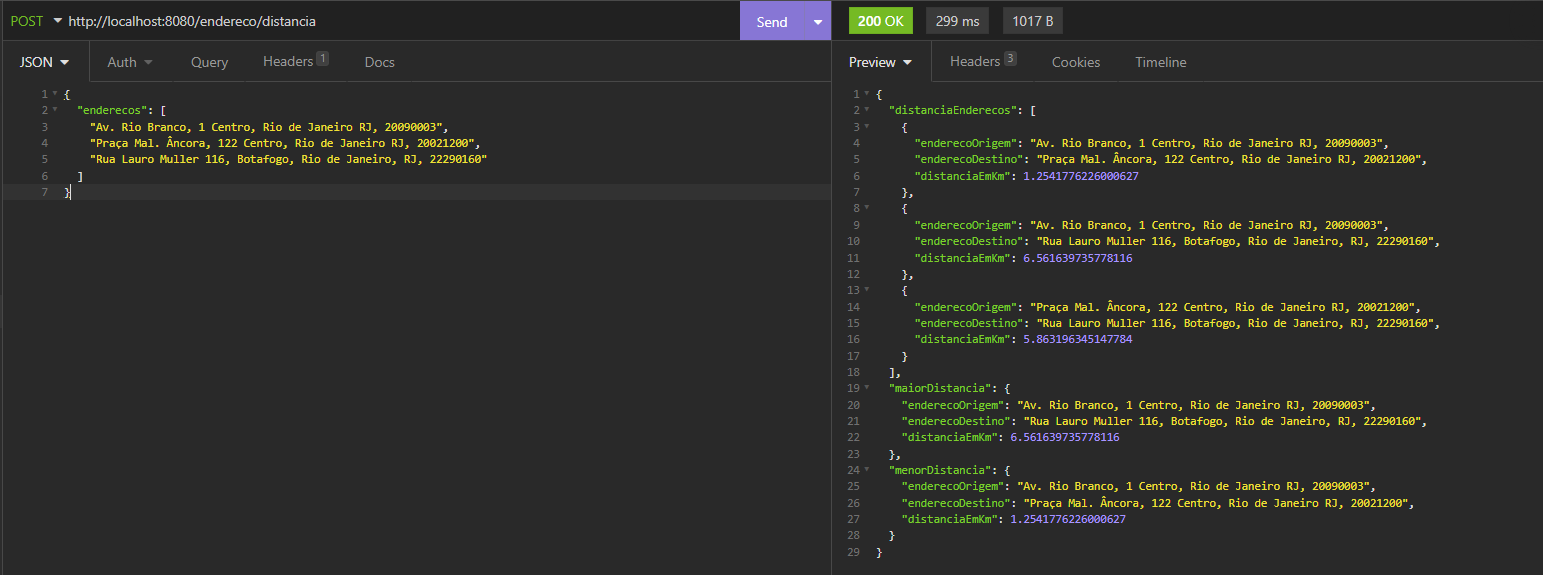 POST http://localhost:8080/endereco/distancia Send 200 OK 299 ms 1017 B
JSON Auth Query Headers 1 Docs
1 {
2 "enderecos": [
3 "Av. Rio Branco, 1 Centro, Rio de Janeiro RJ, 20090003",
4 "Praça Mal. Âncora, 122 Centro, Rio de Janeiro RJ, 20021200",
5 "Rua Lauro Muller 116, Botafogo, Rio de Janeiro, RJ, 22290160"
6 ]
7 }
Preview Headers 3 Cookies Timeline
1 {
2 "distanciaEnderecos": [
3 {
4 "enderecoOrigem": "Av. Rio Branco, 1 Centro, Rio de Janeiro RJ, 20090003",
5 "enderecoDestino": "Praça Mal. Âncora, 122 Centro, Rio de Janeiro RJ, 20021200",
6 "distanciaEmKm": 1.2541776226000627
7 },
8 {
9 "enderecoOrigem": "Av. Rio Branco, 1 Centro, Rio de Janeiro RJ, 20090003",
10 "enderecoDestino": "Rua Lauro Muller 116, Botafogo, Rio de Janeiro, RJ, 22290160",
11 "distanciaEmKm": 6.561639735778116
12 },
13 {
14 "enderecoOrigem": "Praça Mal. Âncora, 122 Centro, Rio de Janeiro RJ, 20021200",
15 "enderecoDestino": "Rua Lauro Muller 116, Botafogo, Rio de Janeiro, RJ, 22290160",
16 "distanciaEmKm": 5.863196345147784
17 }
18 ],
19 "maiorDistancia": {
20 "enderecoOrigem": "Av. Rio Branco, 1 Centro, Rio de Janeiro RJ, 20090003",
21 "enderecoDestino": "Rua Lauro Muller 116, Botafogo, Rio de Janeiro, RJ, 22290160",
22 "distanciaEmKm": 6.561639735778116
23 },
24 "menorDistancia": {
25 "enderecoOrigem": "Av. Rio Branco, 1 Centro, Rio de Janeiro RJ, 20090003",
26 "enderecoDestino": "Praça Mal. Âncora, 122 Centro, Rio de Janeiro RJ, 20021200",
27 "distanciaEmKm": 1.2541776226000627
28 }
29 }